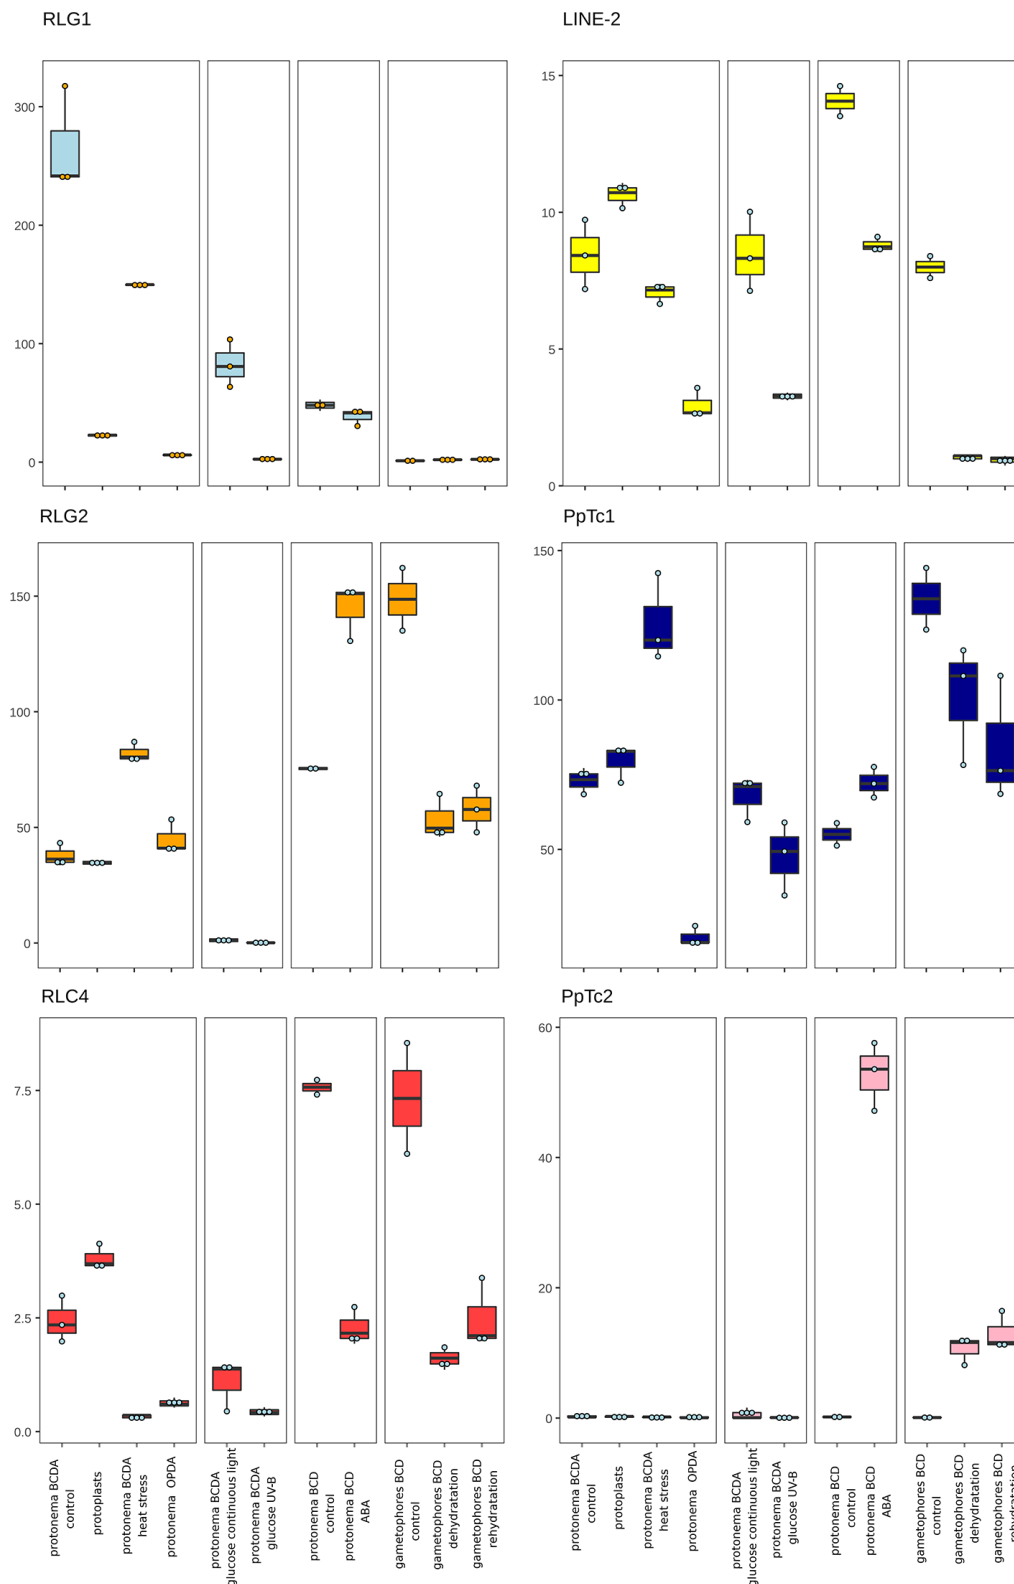 RLG1
300
200
100
0
LINE-2
15
10
5
0
RLG2
150
100
50
0
PpTc1
150
100
50
RLC4
7.5
5.0
2.5
0.0
PpTc2
60
40
20
0
protonema BCDA
control
protoplasts
protonema BCDA
heat stress
protonema OPDA
protonema BCDA
glucose continuous light
protonema BCDA
glucose UV-B
protonema BCD
control
protonema BCD
ABA
gametophores BCD
control
gametophores BCD
dehydratation
gametophores BCD
rehydratation
protonema BCDA
control
protoplasts
protonema BCDA
heat stress
protonema OPDA
protonema BCDA
glucose continuous light
protonema BCDA
glucose UV-B
protonema BCD
control
protonema BCD
ABA
gametophores BCD
control
gametophores BCD
dehydratation
gametophores BCD